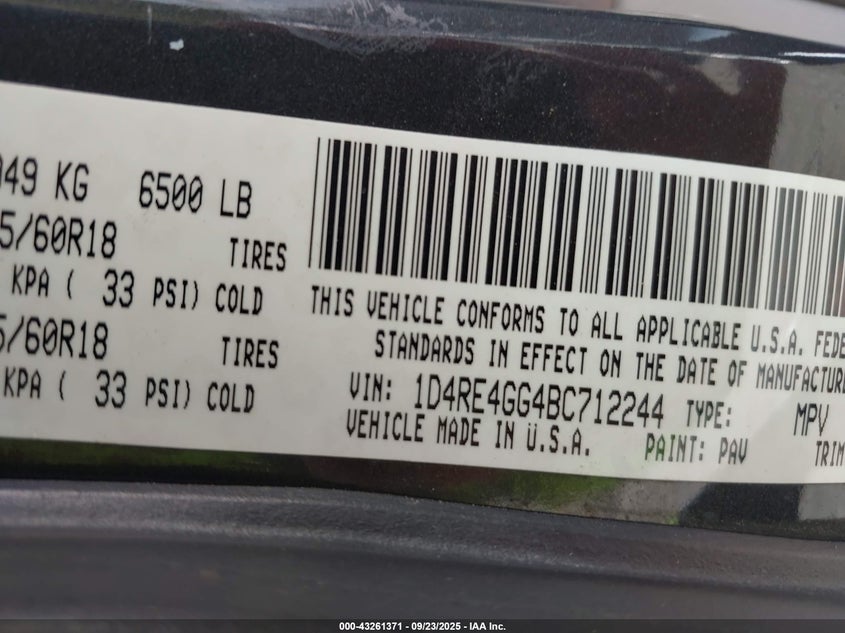 049 KG 6500 LB
5/60R18 TIRES
KPA ( 33 PSI) COLD
5/60R18 TIRES
KPA ( 33 PSI) COLD
THIS VEHICLE CONFORMS TO ALL APPLICABLE U.S.A. FEDE
STANDARDS IN EFFECT ON THE DATE OF MANUFACTURE
VIN: 1D4RE4GG4BC712244 TYPE: MPV
VEHICLE MADE IN U.S.A. PAINT: PAV TRIM
000-43261371 - 09/23/2025 - IAA Inc.